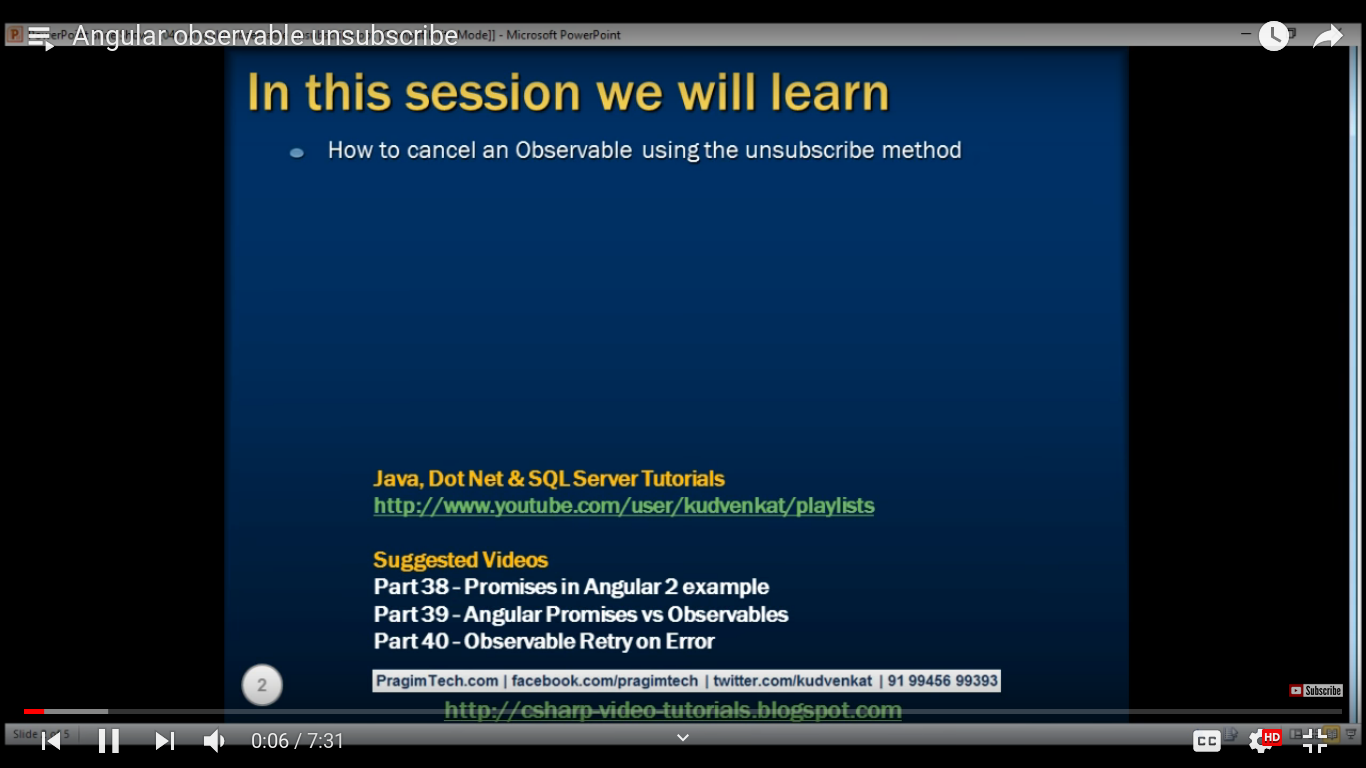 Angular observable unsubscribe
Mode]] - Microsoft PowerPoint
In this session we will learn
How to cancel an Observable using the unsubscribe method
Java, Dot Net & SQL Server Tutorials
http://www.youtube.com/user/kudvenkat/playlists
Suggested Videos
Part 38 - Promises in Angular 2 example
Part 39 - Angular Promises vs Observables
Part 40 - Observable Retry on Error
2
PragimTech.com | facebook.com/pragimtech | twitter.com/kudvenkat | 91 99456 99393
Subscribe
http://csharp-video-tutorials.blogspot.com
Slide
0:06 / 7:31
CC
HD